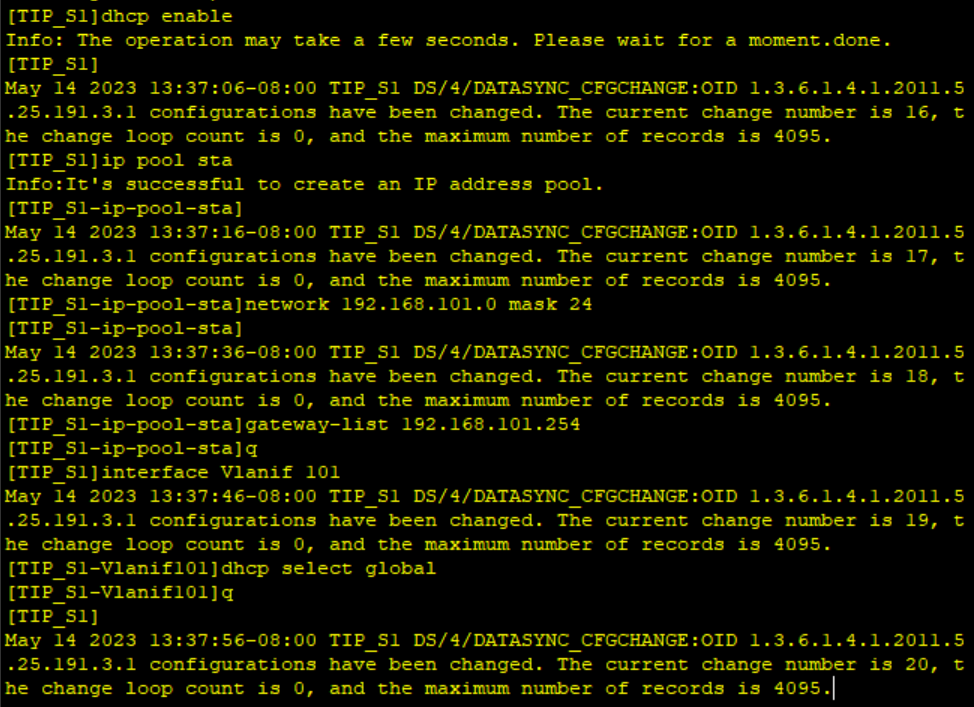 [TIP_S1]dhcp enable
Info: The operation may take a few seconds. Please wait for a moment.done.
[TIP_S1]
May 14 2023 13:37:06-08:00 TIP_S1 DS/4/DATASYNC_CFGCHANGE:OID 1.3.6.1.4.1.2011.5
.25.191.3.1 configurations have been changed. The current change number is 16, t
he change loop count is 0, and the maximum number of records is 4095.
[TIP_S1]ip pool sta
Info:It's successful to create an IP address pool.
[TIP_S1-ip-pool-sta]
May 14 2023 13:37:16-08:00 TIP_S1 DS/4/DATASYNC_CFGCHANGE:OID 1.3.6.1.4.1.2011.5
.25.191.3.1 configurations have been changed. The current change number is 17, t
he change loop count is 0, and the maximum number of records is 4095.
[TIP_S1-ip-pool-sta]network 192.168.101.0 mask 24
[TIP_S1-ip-pool-sta]
May 14 2023 13:37:36-08:00 TIP_S1 DS/4/DATASYNC_CFGCHANGE:OID 1.3.6.1.4.1.2011.5
.25.191.3.1 configurations have been changed. The current change number is 18, t
he change loop count is 0, and the maximum number of records is 4095.
[TIP_S1-ip-pool-sta]gateway-list 192.168.101.254
[TIP_S1-ip-pool-sta]q
[TIP_S1]interface Vlanif 101
May 14 2023 13:37:46-08:00 TIP_S1 DS/4/DATASYNC_CFGCHANGE:OID 1.3.6.1.4.1.2011.5
.25.191.3.1 configurations have been changed. The current change number is 19, t
he change loop count is 0, and the maximum number of records is 4095.
[TIP_S1-Vlanif101]dhcp select global
[TIP_S1-Vlanif101]q
[TIP_S1]
May 14 2023 13:37:56-08:00 TIP_S1 DS/4/DATASYNC_CFGCHANGE:OID 1.3.6.1.4.1.2011.5
.25.191.3.1 configurations have been changed. The current change number is 20, t
he change loop count is 0, and the maximum number of records is 4095.